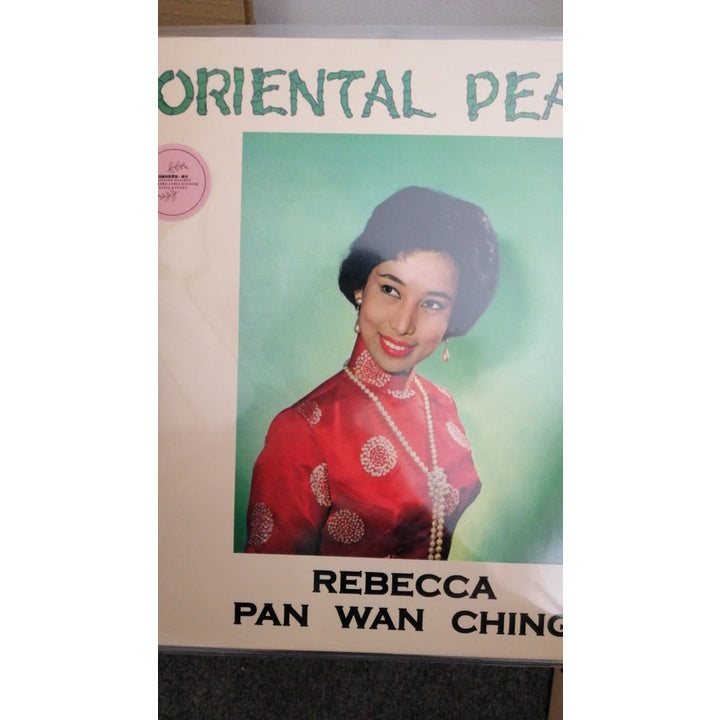 ORIENTAL PEA
REBECCA
PAN WAN CHING